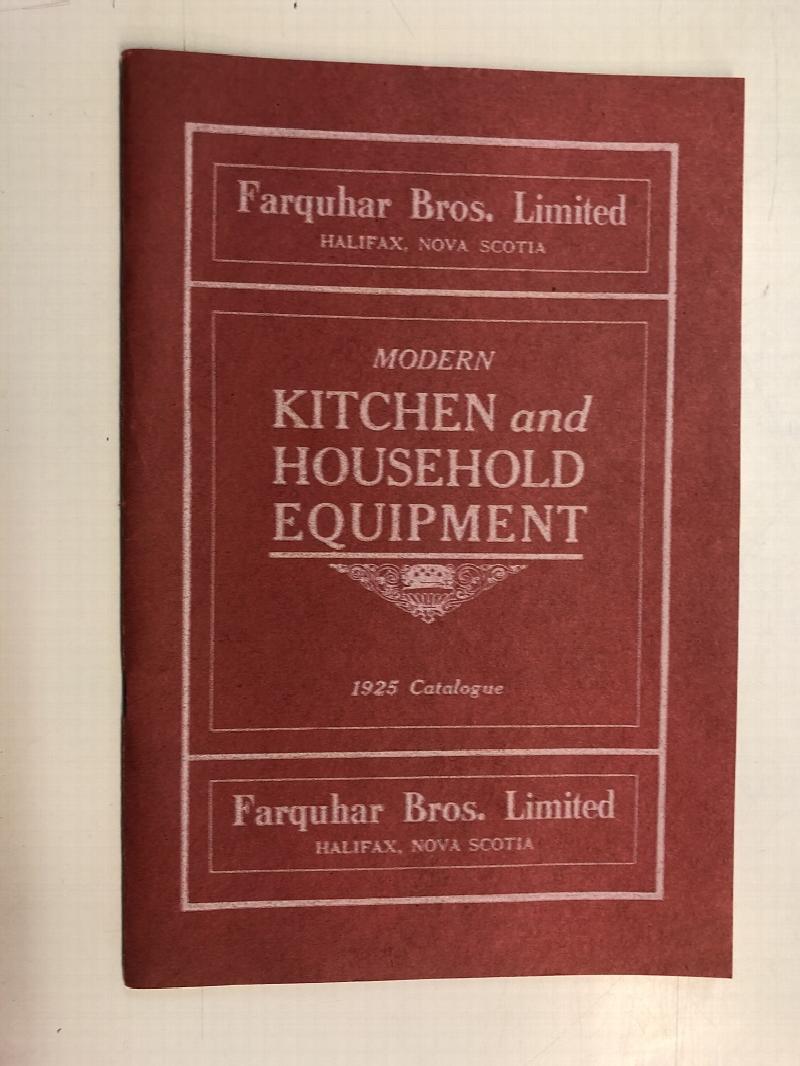 Farquhar Bros. Limited
HALIFAX, NOVA SCOTIA
MODERN
KITCHEN and
HOUSEHOLD
EQUIPMENT
1925 Catalogue
Farquhar Bros. Limited
HALIFAX, NOVA SCOTIA